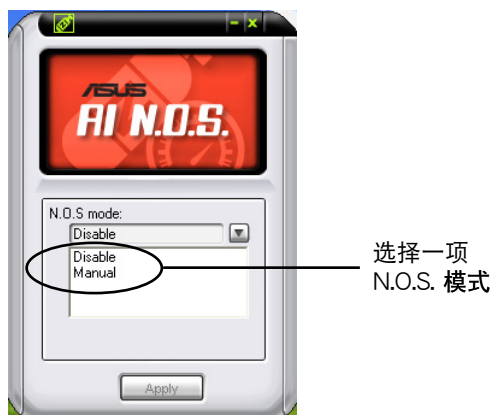 ASUS
AI N.O.S.
N.O.S mode:
Disable
Disable
Manual
选择一项
N.O.S. 模式
Apply